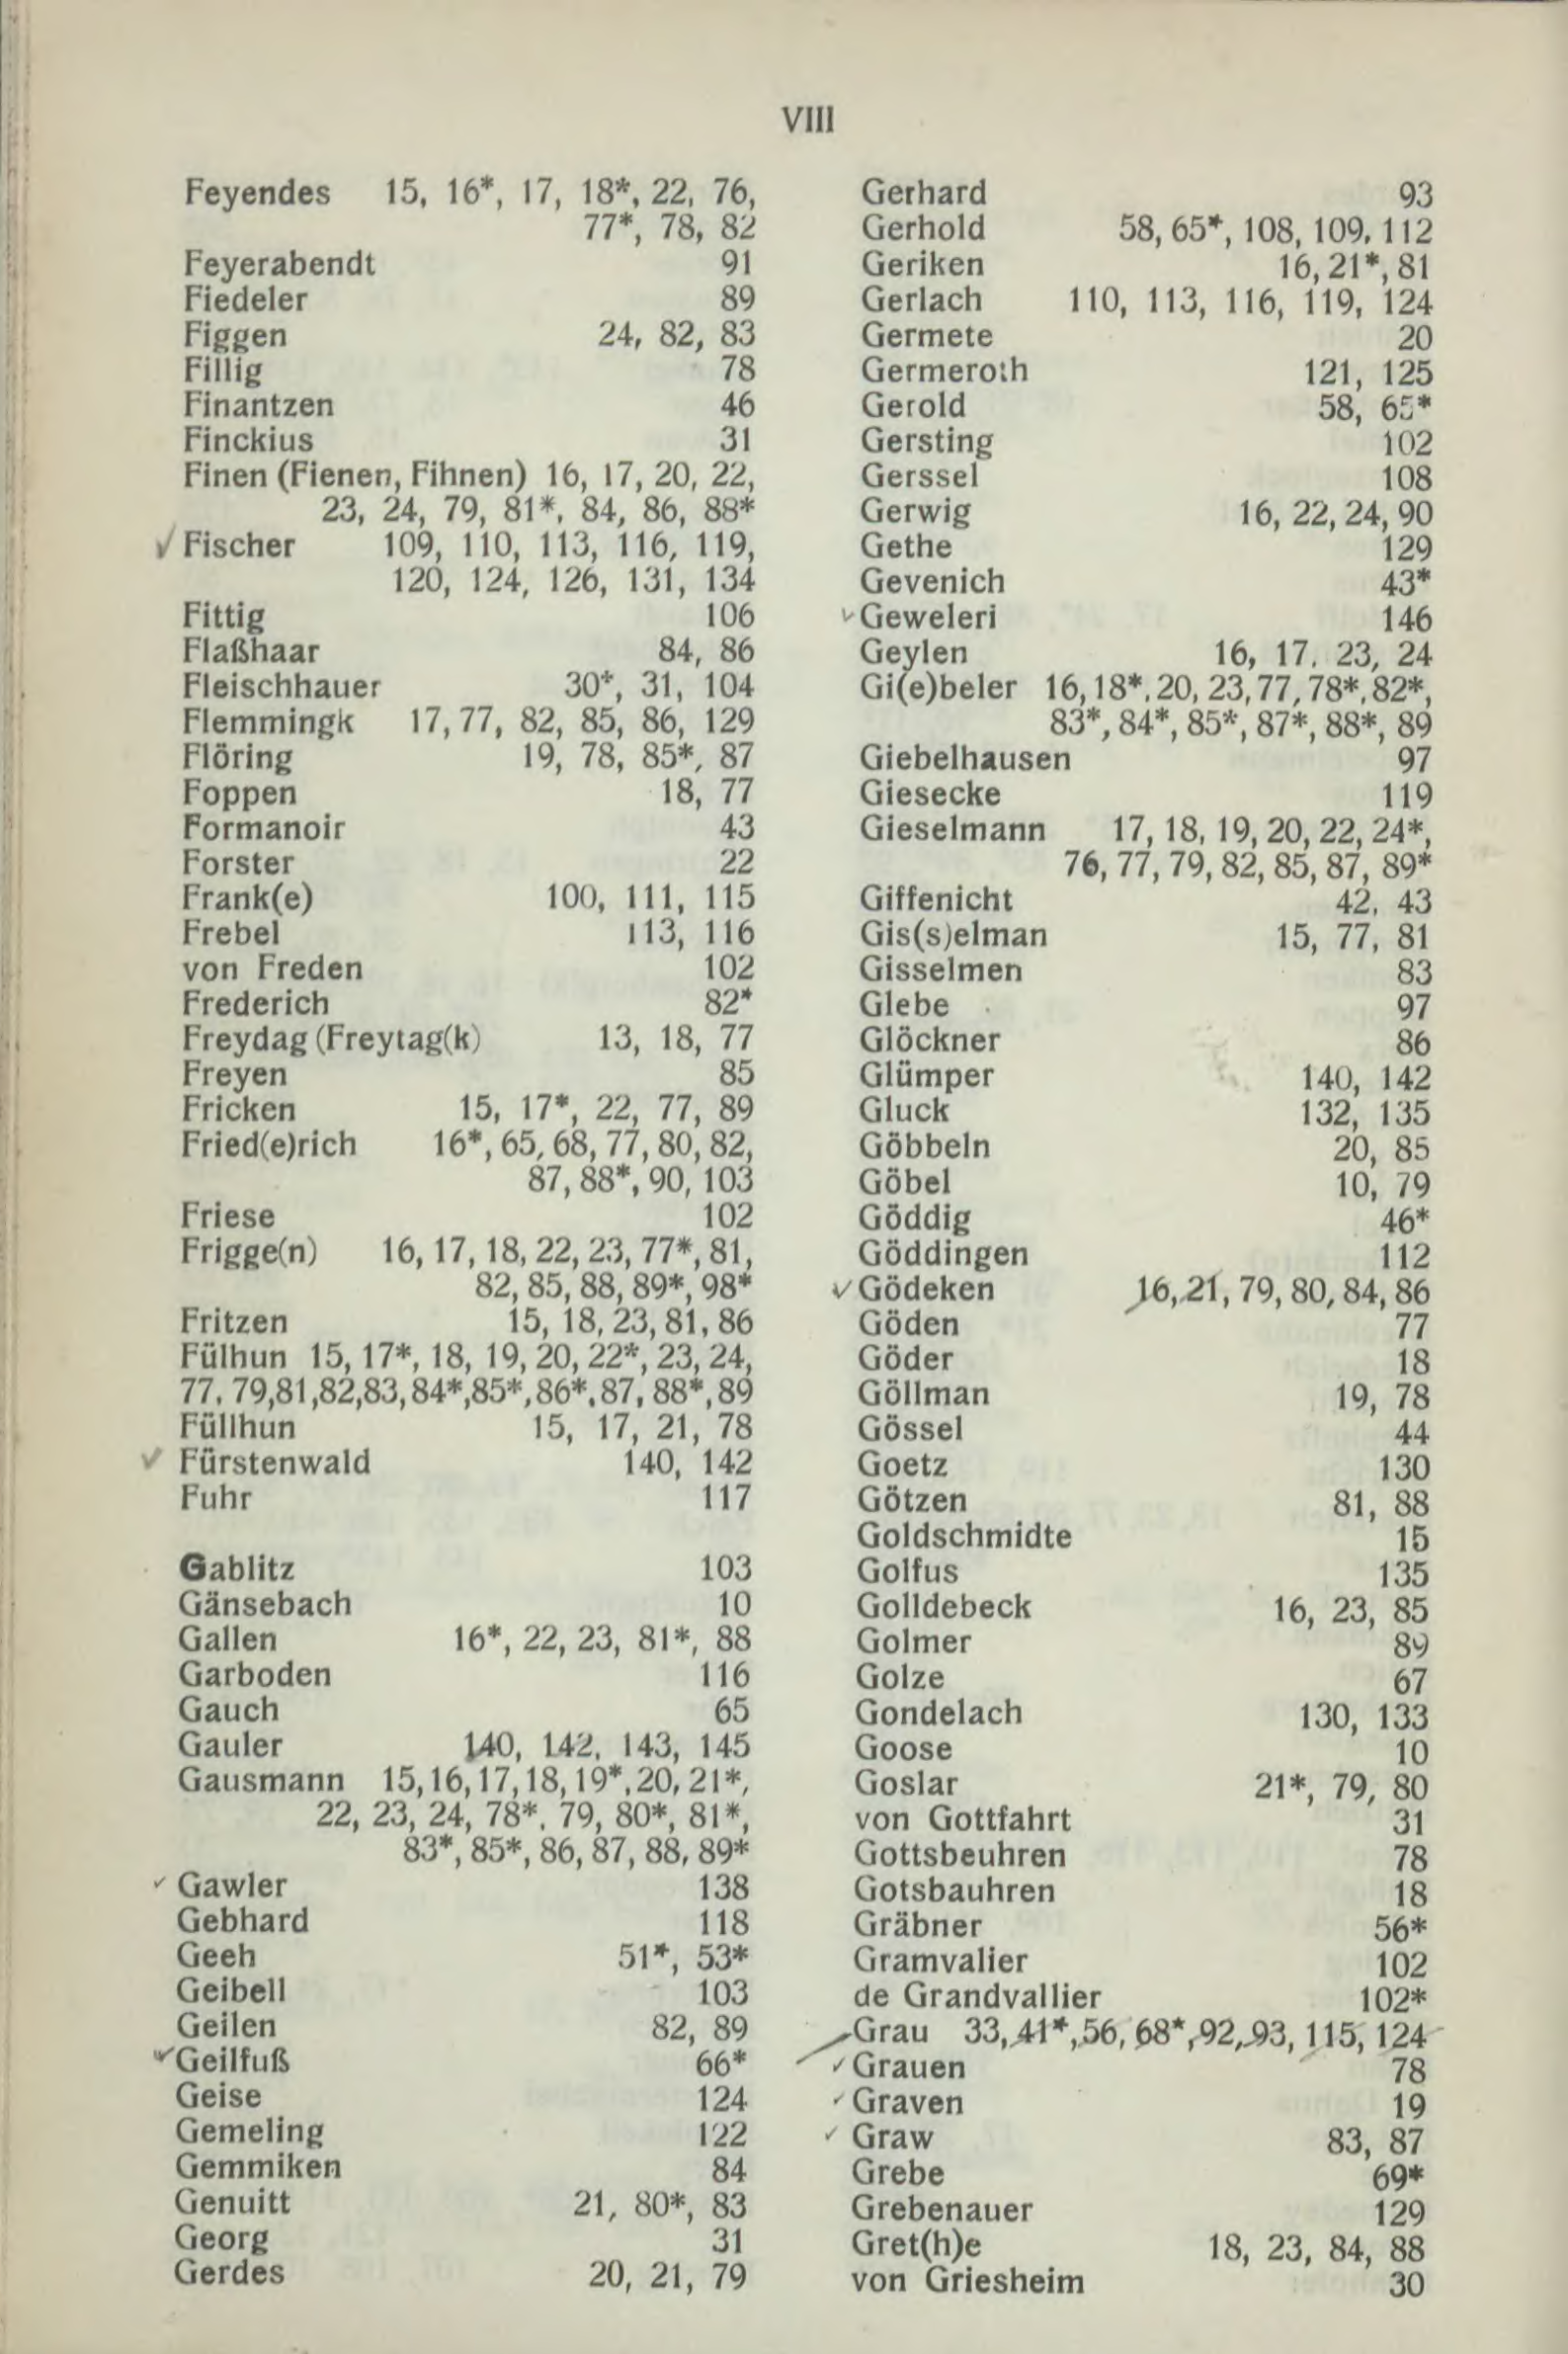 VIII
Feyendes 15, 16*, 17, 18*, 22, 76,
77*, 78, 82
Feyerabendt 91
Fiedeler 89
Figgen 24, 82, 83
Fillig 78
Finantzen 46
Finckius 31
Finen (Fienen, Fihnen) 16, 17, 20, 22,
23, 24, 79, 81*, 84, 86, 88*
✓ Fischer 109, 110, 113, 116, 119,
120, 124, 126, 131, 134
Fittig 106
Flaßhaar 84, 86
Fleischhauer 30*, 31, 104
Flemmingk 17, 77, 82, 85, 86, 129
Flöring 19, 78, 85*, 87
Foppen 18, 77
Formanoir 43
Forster 22
Frank(e) 100, 111, 115
Frebel 113, 116
von Freden 102
Frederich 82*
Freydag (Freytag(k) 13, 18, 77
Freyen 85
Fricken 15, 17*, 22, 77, 89
Fried(e)rich 16*, 65, 68, 77, 80, 82,
87, 88*, 90, 103
Friese 102
Frigge(n) 16, 17, 18, 22, 23, 77*, 81,
82, 85, 88, 89*, 98*
Fritzen 15, 18, 23, 81, 86
Fülhun 15, 17*, 18, 19, 20, 22*, 23, 24,
77, 79, 81, 82, 83, 84*, 85*, 86*, 87, 88*, 89
Füllhun 15, 17, 21, 78
✓ Fürstenwald 140, 142
Fuhr 117
Gablitz 103
Gänsebach 10
Gallen 16*, 22, 23, 81*, 88
Garboden 116
Gauch 65
Gauler 140, 142, 143, 145
Gausmann 15, 16, 17, 18, 19*, 20, 21*,
22, 23, 24, 78*, 79, 80*, 81*,
83*, 85*, 86, 87, 88, 89*
✓ Gawler 138
Gebhard 118
Geeh 51*, 53*
Geibell 103
Geilen 82, 89
✓ Geilfuß 66*
Geise 124
Gemeling 122
Gemmiken 84
Genuitt 21, 80*, 83
Georg 31
Gerdes 20, 21, 79
Gerhard 93
Gerhold 58, 65*, 108, 109, 112
Geriken 16, 21*, 81
Gerlach 110, 113, 116, 119, 124
Germete 20
Germeroth 121, 125
Gerold 58, 65*
Gersting 102
Gerssel 108
Gerwig 16, 22, 24, 90
Gethe 129
Gevenich 43*
✓ Geweleri 146
Geylen 16, 17, 23, 24
Gi(e)beler 16, 18*, 20, 23, 77, 78*, 82*,
83*, 84*, 85*, 87*, 88*, 89
Giebelhausen 97
Giesecke 119
Gieselmann 17, 18, 19, 20, 22, 24*,
76, 77, 79, 82, 85, 87, 89*
Giffenicht 42, 43
Gis(s)elman 15, 77, 81
Gisselmen 83
Glebe 97
Glöckner 86
Glümper 140, 142
Gluck 132, 135
Göbbeln 20, 85
Göbel 10, 79
Göddig 46*
Göddingen 112
✓ Gödeken 16, 21, 79, 80, 84, 86
Göden 77
Göder 18
Göllman 19, 78
Gössel 44
Goetz 130
Götzen 81, 88
Goldschmidte 15
Golfus 135
Golldebeck 16, 23, 85
Golmer 89
Golze 67
Gondelach 130, 133
Goose 10
Goslar 21*, 79, 80
von Gottfahrt 31
Gottsbeuhren 78
Gotsbauhren 18
Gräbner 56*
Gramvalier 102
de Grandvallier 102*
Grau 33, 41*, 56, 68*, 92, 93, 115, 124
✓ Grauen 78
✓ Graven 19
✓ Graw 83, 87
Grebe 69*
Grebenauer 129
Gret(h)e 18, 23, 84, 88
von Griesheim 30